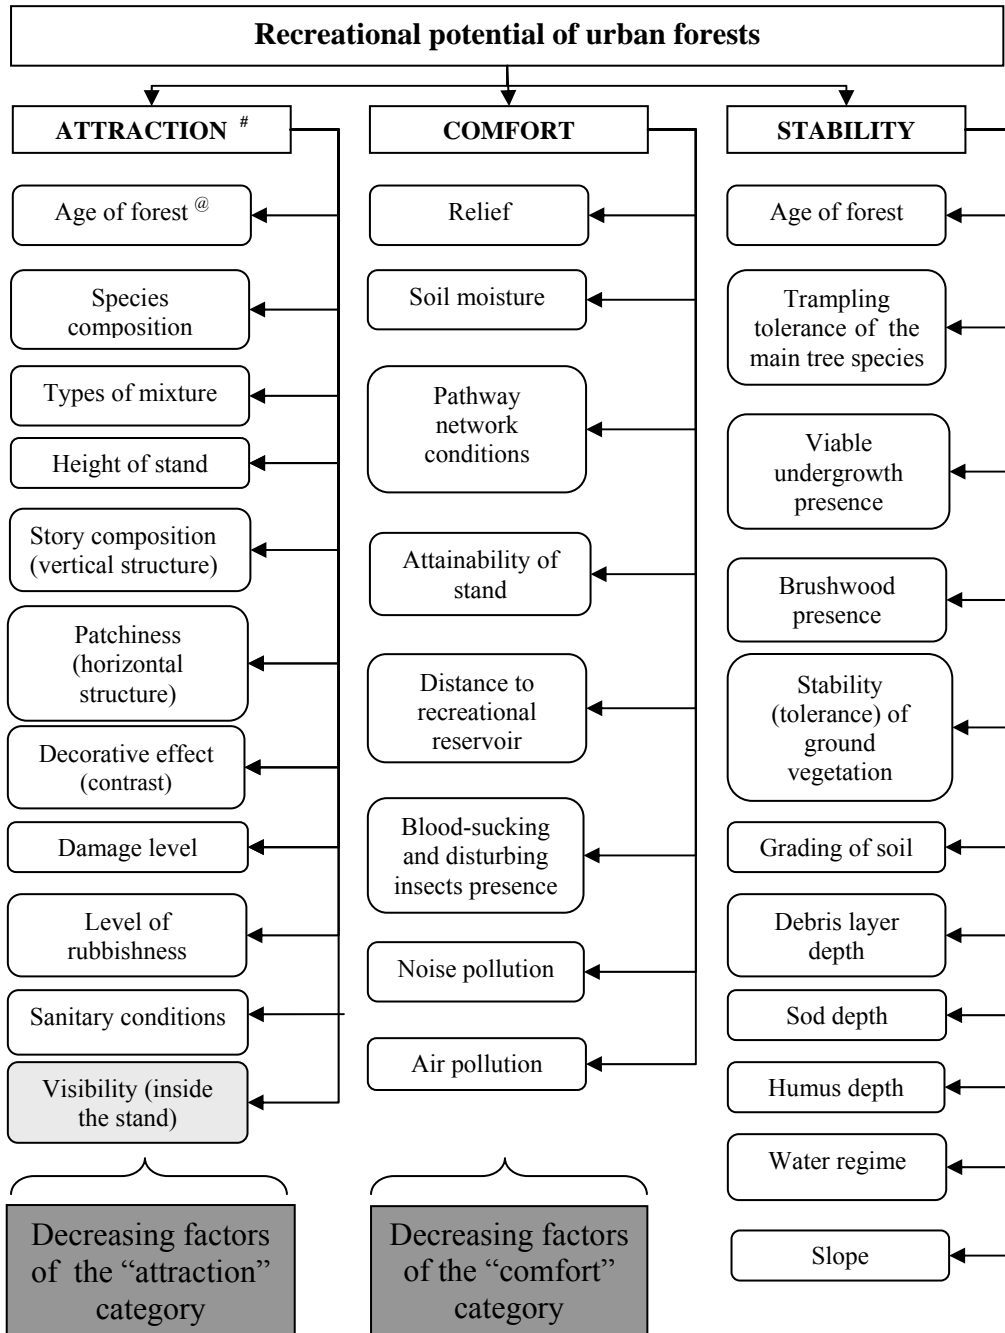 Recreational potential of urban forests
ATTRACTION #
Age of forest @
Species
composition
Types of mixture
Height of stand
Story composition
(vertical structure)
Patchiness
(horizontal
structure)
Decorative effect
(contrast)
Damage level
Level of
rubbishness
Sanitary conditions
Visibility (inside
the stand)
Decreasing factors
of the “attraction”
category
COMFORT
Relief
Soil moisture
Pathway
network
conditions
Attainability of
stand
Distance to
recreational
reservoir
Blood-sucking
and disturbing
insects presence
Noise pollution
Air pollution
Decreasing factors
of the “comfort”
category
STABILITY
Age of forest
Trampling
tolerance of the
main tree species
Viable
undergrowth
presence
Brushwood
presence
Stability
(tolerance) of
ground
vegetation
Grading of soil
Debris layer
depth
Sod depth
Humus depth
Water regime
Slope